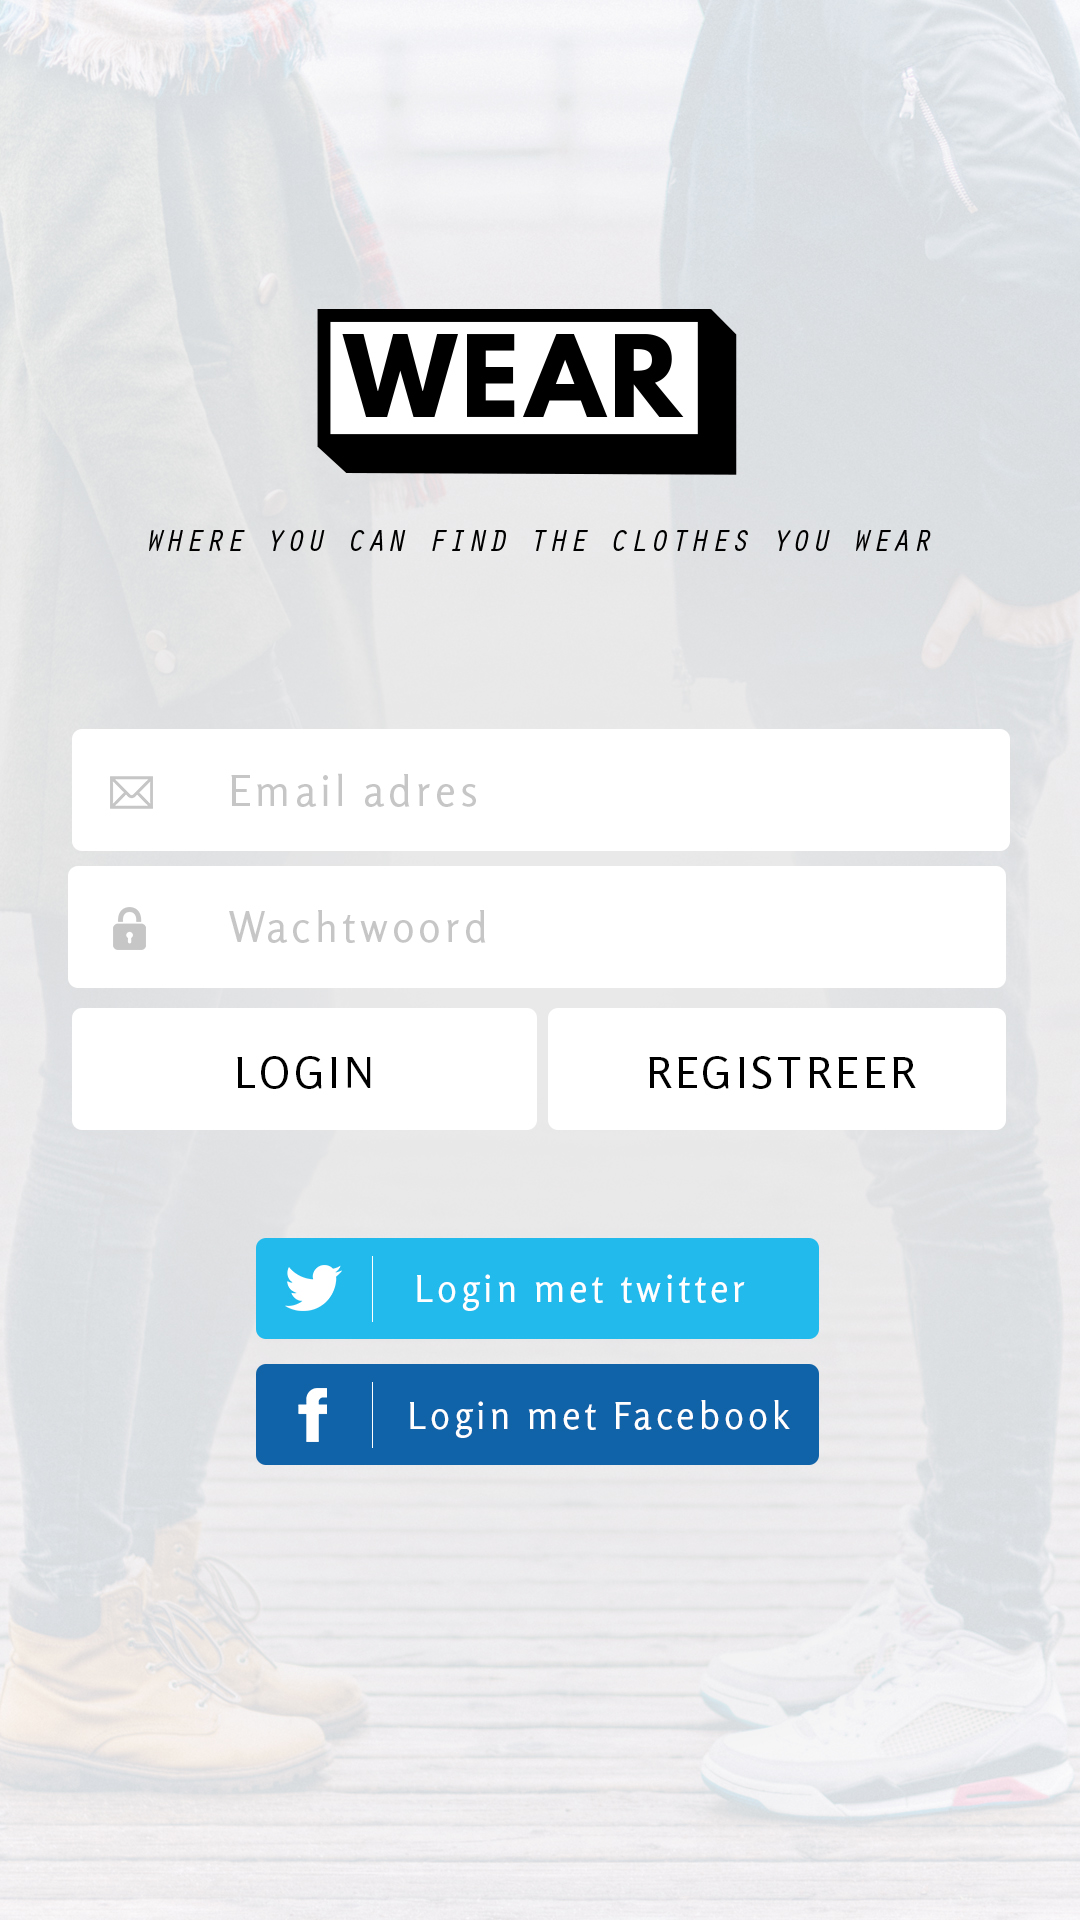 WEAR
WHERE YOU CAN FIND THE CLOTHES YOU WEAR
Email adres
Wachtwoord
LOGIN REGISTREER
Login met twitter
Login met Facebook